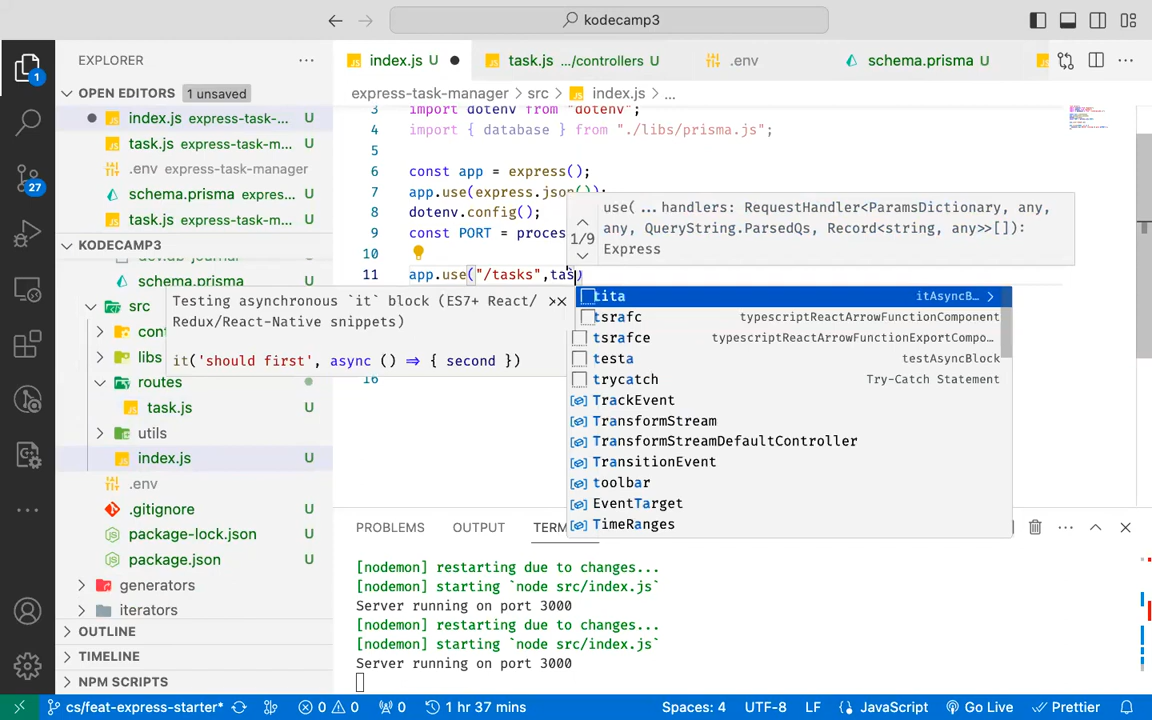 kodecamp3
EXPLORER
index.js U
task.js .../controllers U
.env
schema.prisma U
OPEN EDITORS 1 unsaved
index.js express-task-... U
task.js express-task-m... U
.env express-task-manager
schema.prisma expres... U
task.js express-task-m... U
KODECAMP3
schema.prisma U
src
libs
routes
task.js U
utils
index.js U
.env
.gitignore U
package-lock.json U
package.json U
generators
iterators
OUTLINE
TIMELINE
NPM SCRIPTS
1
27
express-task-manager > src > index.js > ...
3 import dotenv from "dotenv";
4 import { database } from "./libs/prisma.js";
5
6 const app = express();
7 app.use(express.json());
8 dotenv.config();
9 const PORT = proces
10
11 app.use("/tasks",tas)
16
use(...handlers: RequestHandler<ParamsDictionary, any,
any, QueryString.ParsedQs, Record<string, any>>[]):
Express
1/9
Testing asynchronous `it` block (ES7+ React/
Redux/React-Native snippets)
it('should first', async () => { second })
tita itAsyncB...
tsrafc typescriptReactArrowFunctionComponent
tsrafce typescriptReactArrowFunctionExportCompo...
testa testAsyncBlock
trycatch Try-Catch Statement
TrackEvent
TransformStream
TransformStreamDefaultController
TransitionEvent
toolbar
EventTarget
TimeRanges
PROBLEMS OUTPUT TERM
[nodemon] restarting due to changes...
[nodemon] starting `node src/index.js`
Server running on port 3000
[nodemon] restarting due to changes...
[nodemon] starting `node src/index.js`
Server running on port 3000
cs/feat-express-starter* 0 0 0 1 hr 37 mins Spaces: 4 UTF-8 LF JavaScript Go Live Prettier